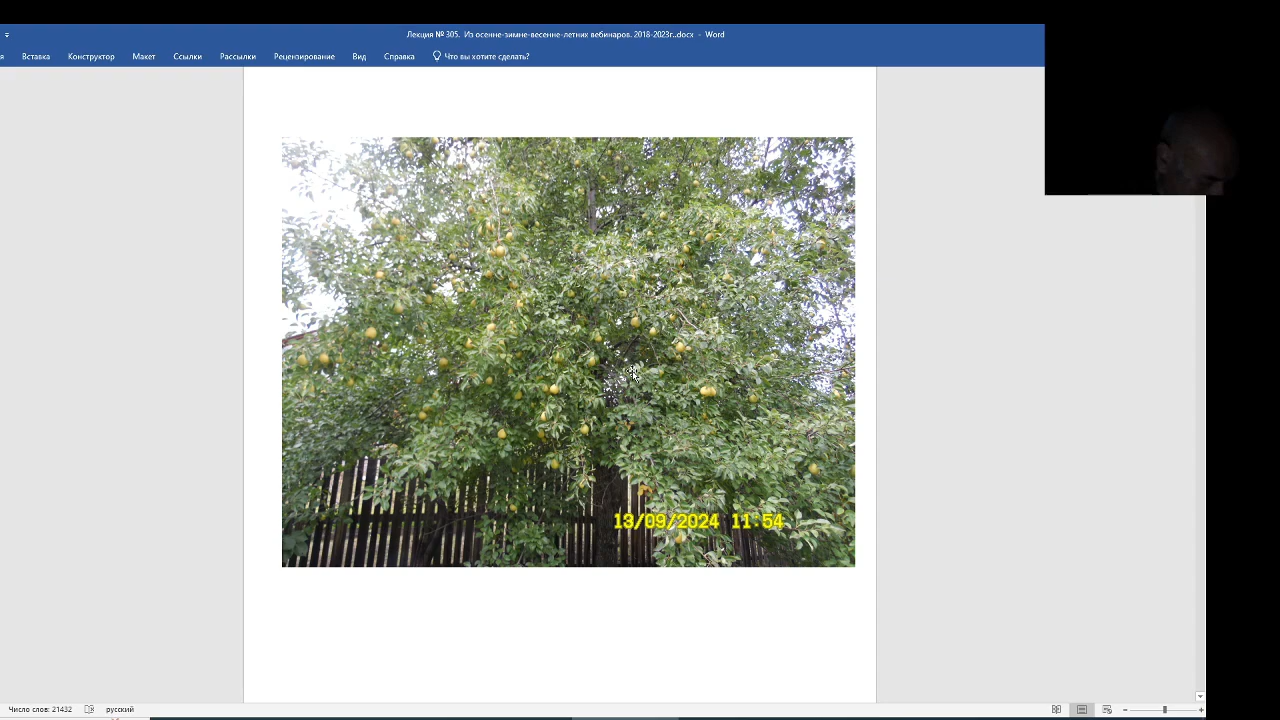 Лекция № 305. Из осенне-зимне-весенне-летних вебинаров. 2018-2023г..docx - Word
я Вставка Конструктор Макет Ссылки Рассылки Рецензирование Вид Справка Что вы хотите сделать?
13/09/2024 11:54
Число слов: 21432 русский